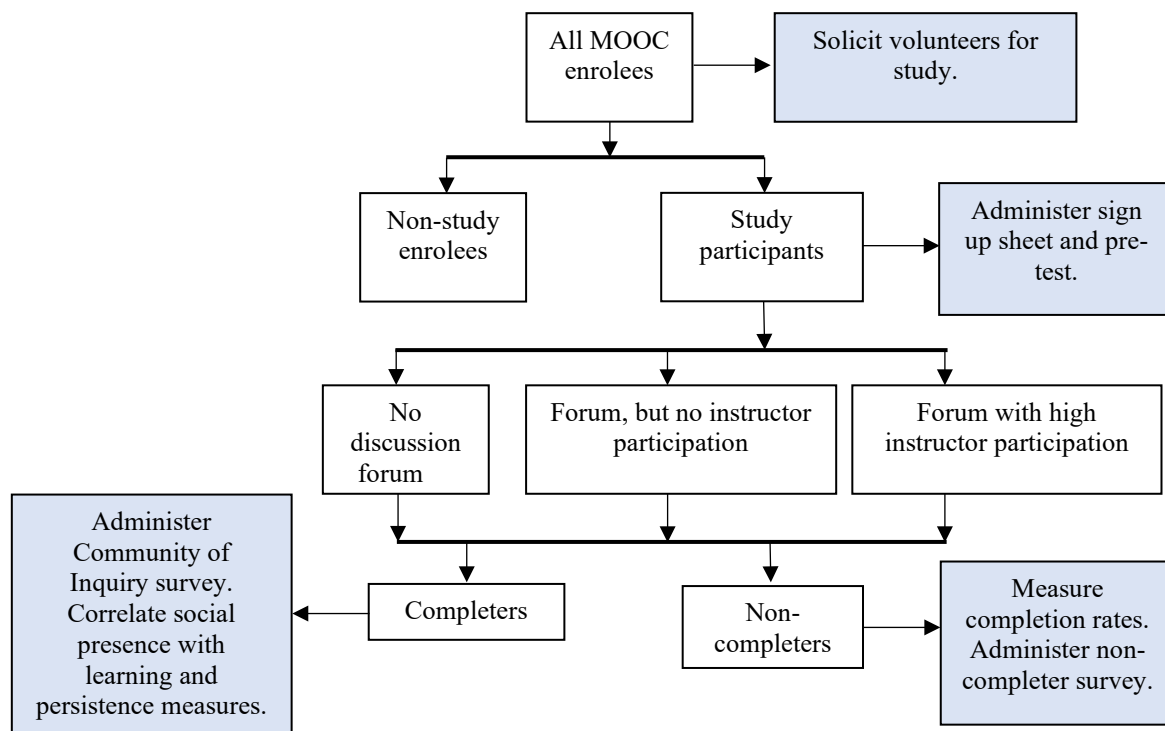 All MOOC
enrolees
Solicit volunteers for
study.
Non-study
enrolees
Study
participants
Administer sign
up sheet and pre-
test.
No
discussion
forum
Forum, but no instructor
participation
Forum with high
instructor participation
Administer
Community of
Inquiry survey.
Correlate social
presence with
learning and
persistence measures.
Completers
Non-
completers
Measure
completion rates.
Administer non-
completer survey.